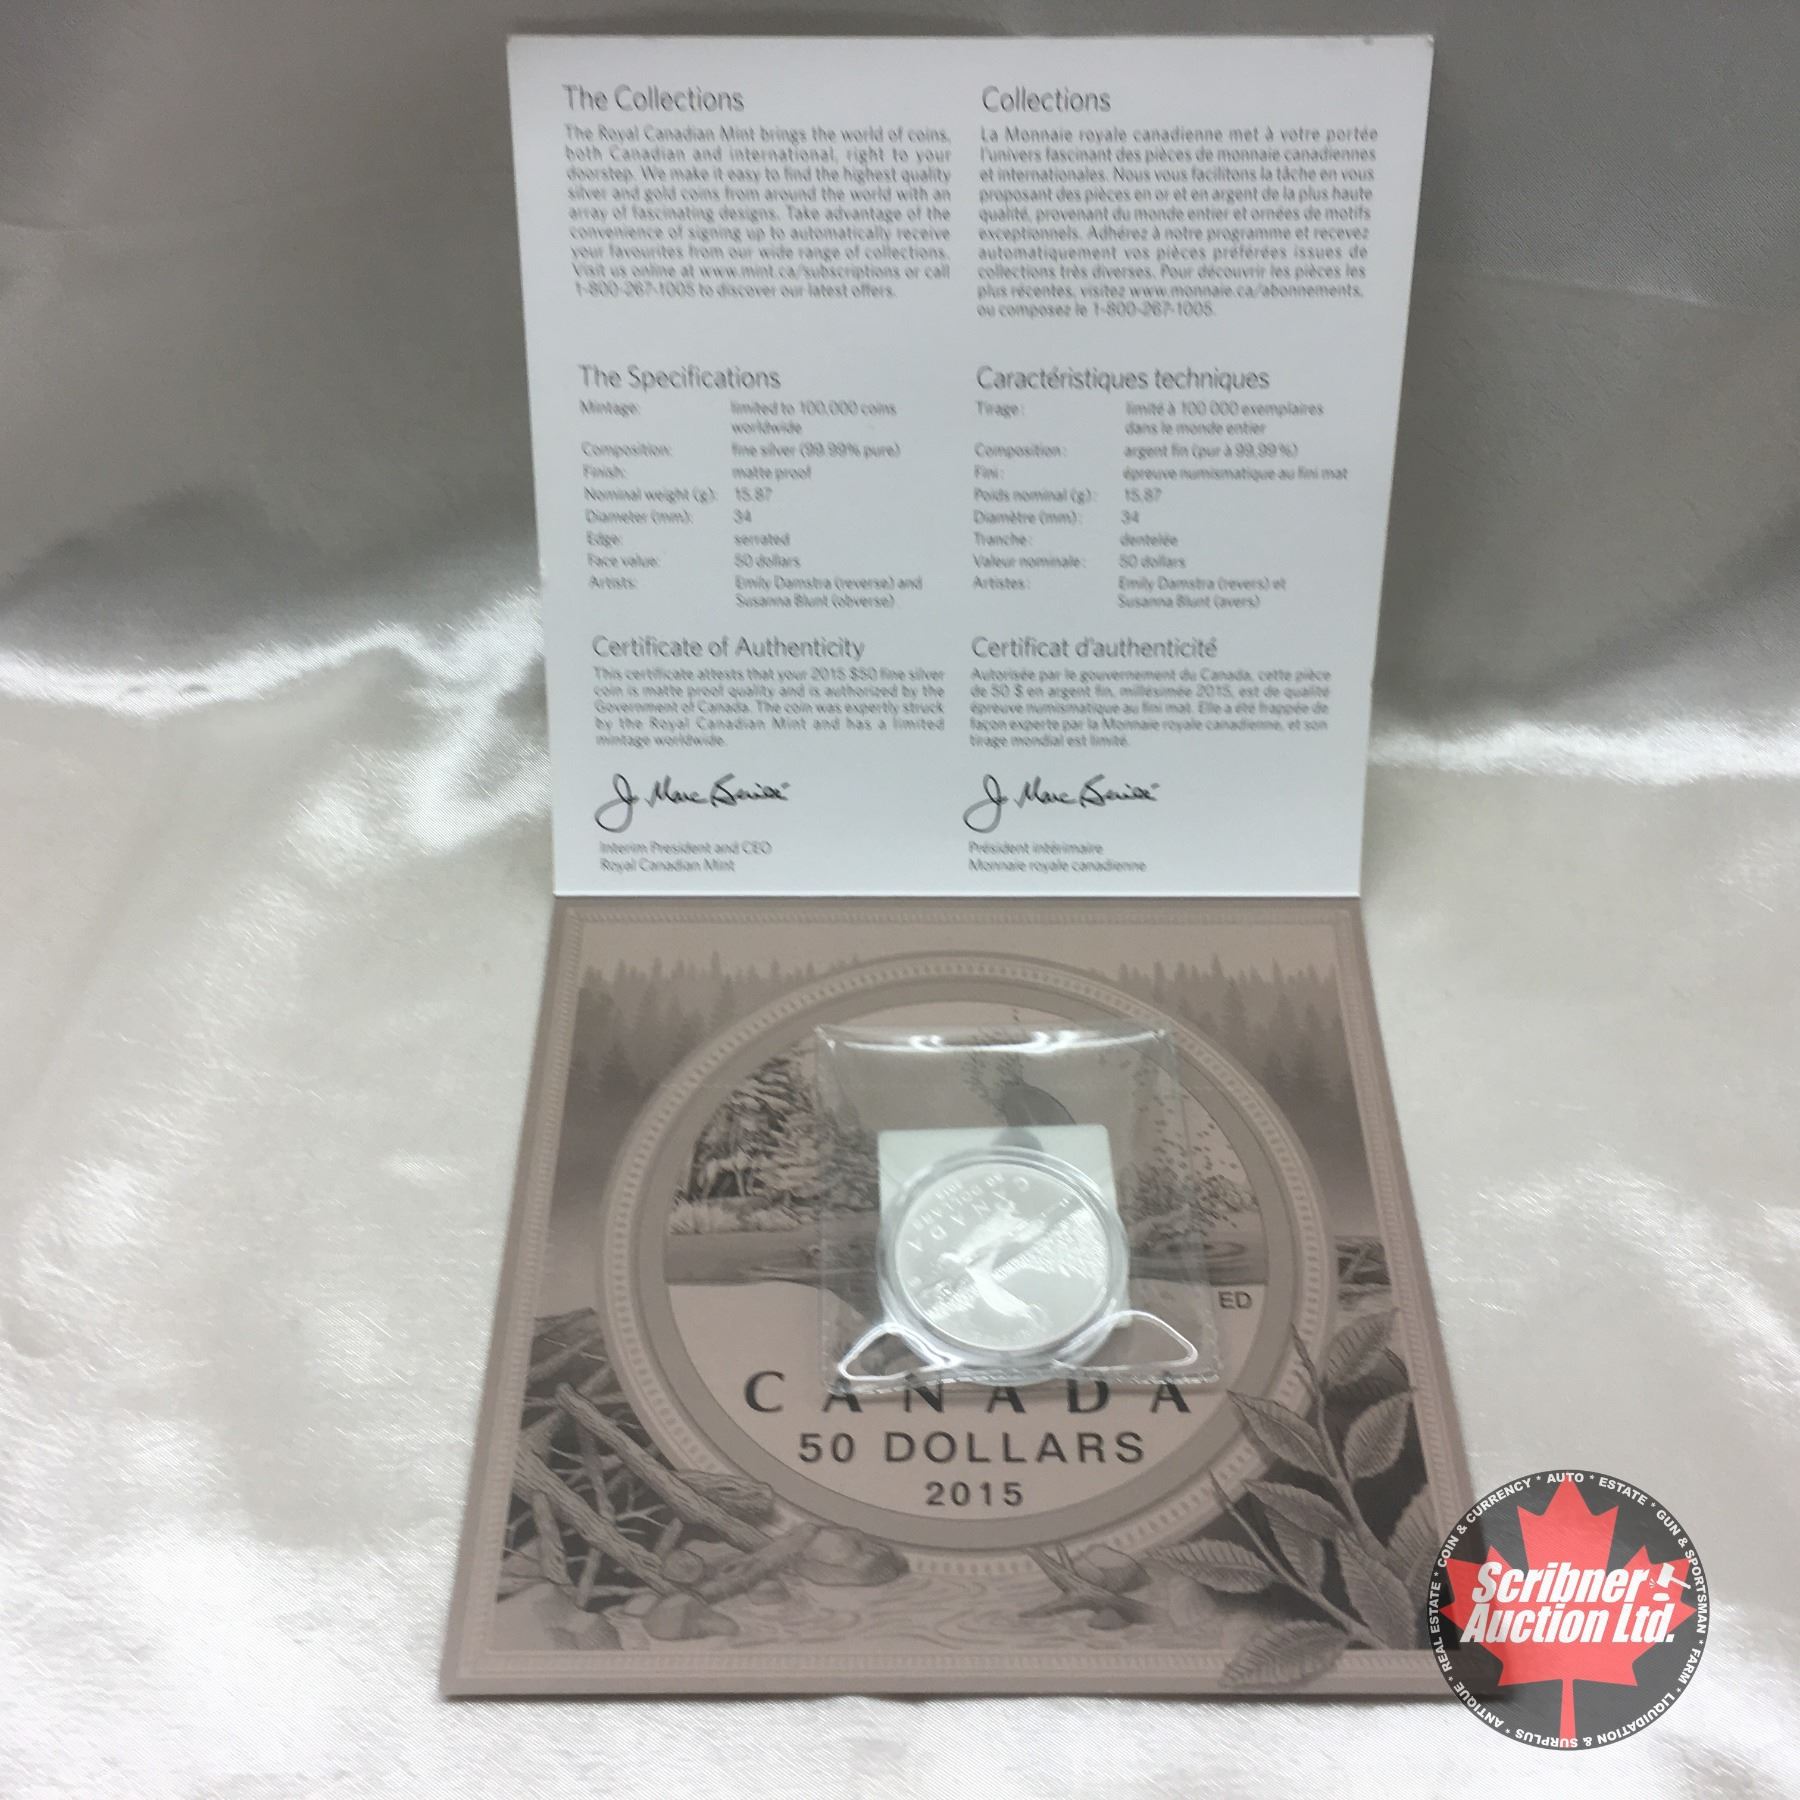 The Collections
The Royal Canadian Mint brings the world of coins,
both Canadian and international, right to your
doorstep. We make it easy to find the highest quality
silver and gold coins from around the world with an
array of fascinating designs. Take advantage of the
convenience of signing up to automatically receive
your favourites from our wide range of collections.
Visit us online at www.mint.ca/subscriptions or call
1-800-267-1005 to discover our latest offers.
Collections
La Monnaie royale canadienne met à votre portée
l'univers fascinant des pièces de monnaie canadiennes
et internationales. Nous vous facilitons la tâche en vous
proposant des pièces en or et en argent de la plus haute
qualité, provenant du monde entier et ornées de motifs
exceptionnels. Adhérez à notre programme et recevez
automatiquement vos pièces préférées issues de
collections très diverses. Pour découvrir les pièces les
plus récentes, visitez www.monnaie.ca/abonnements,
ou composez le 1-800-267-1005.
The Specifications
Mintage: limited to 100,000 coins
worldwide
Composition: fine silver (99.99% pure)
Finish: matte proof
Nominal weight (g): 15.87
Diameter (mm): 34
Edge: serrated
Face value: 50 dollars
Artists: Emily Damstra (reverse) and
Susanna Blunt (obverse)
Caractéristiques techniques
Tirage : limité à 100 000 exemplaires
dans le monde entier
Composition : argent fin (pur à 99,99 %)
Fini : épreuve numismatique au fini mat
Poids nominal (g) : 15,87
Diamètre (mm) : 34
Tranche : dentelée
Valeur nominale : 50 dollars
Artistes : Emily Damstra (revers) et
Susanna Blunt (avers)
Certificate of Authenticity
This certificate attests that your 2015 $50 fine silver
coin is matte proof quality and is authorized by the
Government of Canada. The coin was expertly struck
by the Royal Canadian Mint and has a limited
mintage worldwide.
Interim President and CEO
Royal Canadian Mint
Certificat d'authenticité
Autorisée par le gouvernement du Canada, cette pièce
de 50 $ en argent fin, millésimée 2015, est de qualité
épreuve numismatique au fini mat. Elle a été frappée de
façon experte par la Monnaie royale canadienne, et son
tirage mondial est limité.
Président intérimaire
Monnaie royale canadienne
CANADA
50 DOLLARS
ED
CANADA
50 DOLLARS
2015
Scribner
Auction Ltd.
ANTIQUE * REAL ESTATE * COIN & CURRENCY * AUTO * ESTATE * GUN & SPORTSMAN * FARM * LIQUIDATION & SURPLUS *